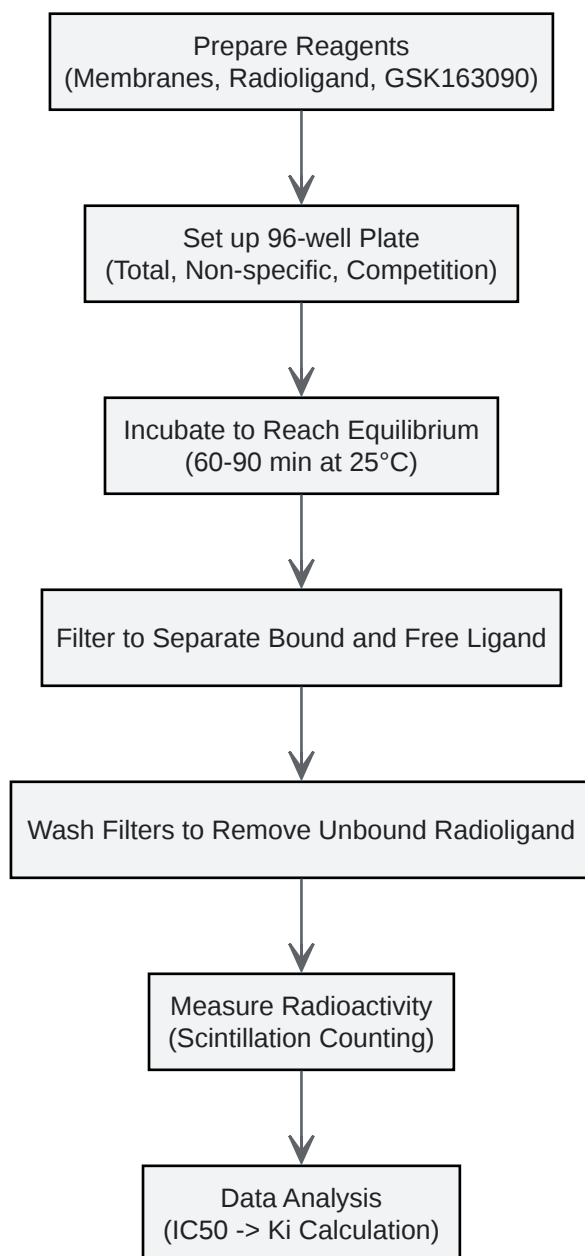 Prepare Reagents
(Membranes, Radioligand, GSK163090)
Set up 96-well Plate
(Total, Non-specific, Competition)
Incubate to Reach Equilibrium
(60-90 min at 25°C)
Filter to Separate Bound and Free Ligand
Wash Filters to Remove Unbound Radioligand
Measure Radioactivity
(Scintillation Counting)
Data Analysis
(IC50 -> Ki Calculation)